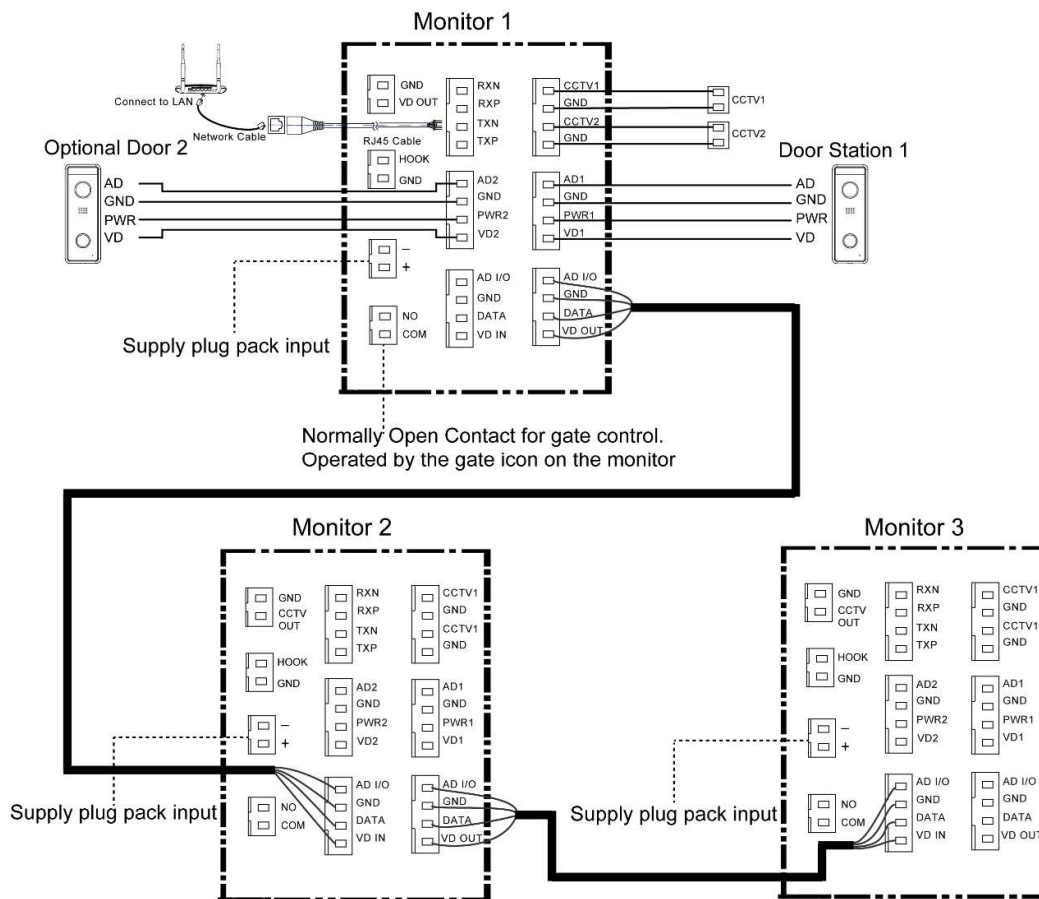 Monitor 1
Connect to LAN
Network Cable
RJ45 Cable
GND
VD OUT
HOOK
GND
RXN
RXP
TXN
TXP
CCTV1
GND
CCTV2
GND
CCTV1
CCTV2
Optional Door 2
AD
GND
PWR
VD
AD2
GND
PWR2
VD2
AD1
GND
PWR1
VD1
Door Station 1
AD
GND
PWR
VD
–
+
NO
COM
AD I/O
GND
DATA
VD IN
AD I/O
GND
DATA
VD OUT
Supply plug pack input
Normally Open Contact for gate control.
Operated by the gate icon on the monitor
Monitor 2
GND
CCTV
OUT
HOOK
GND
–
+
NO
COM
RXN
RXP
TXN
TXP
CCTV1
GND
CCTV1
GND
AD2
GND
PWR2
VD2
AD1
GND
PWR1
VD1
AD I/O
GND
DATA
VD IN
AD I/O
GND
DATA
VD OUT
Supply plug pack input
Monitor 3
GND
CCTV
OUT
HOOK
GND
–
+
NO
COM
RXN
RXP
TXN
TXP
CCTV1
GND
CCTV1
GND
AD2
GND
PWR2
VD2
AD1
GND
PWR1
VD1
AD I/O
GND
DATA
VD IN
AD I/O
GND
DATA
VD OUT
Supply plug pack input